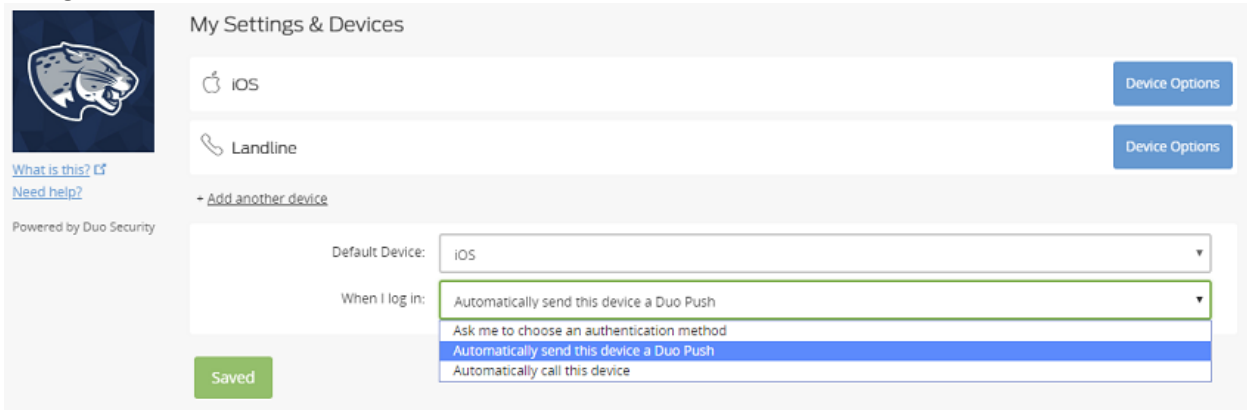 My Settings & Devices
iOS
Device Options
Landline
Device Options
What is this?
Need help?
+ Add another device
Powered by Duo Security
Default Device:
iOS
When I log in:
Automatically send this device a Duo Push
Ask me to choose an authentication method
Automatically send this device a Duo Push
Automatically call this device
Saved